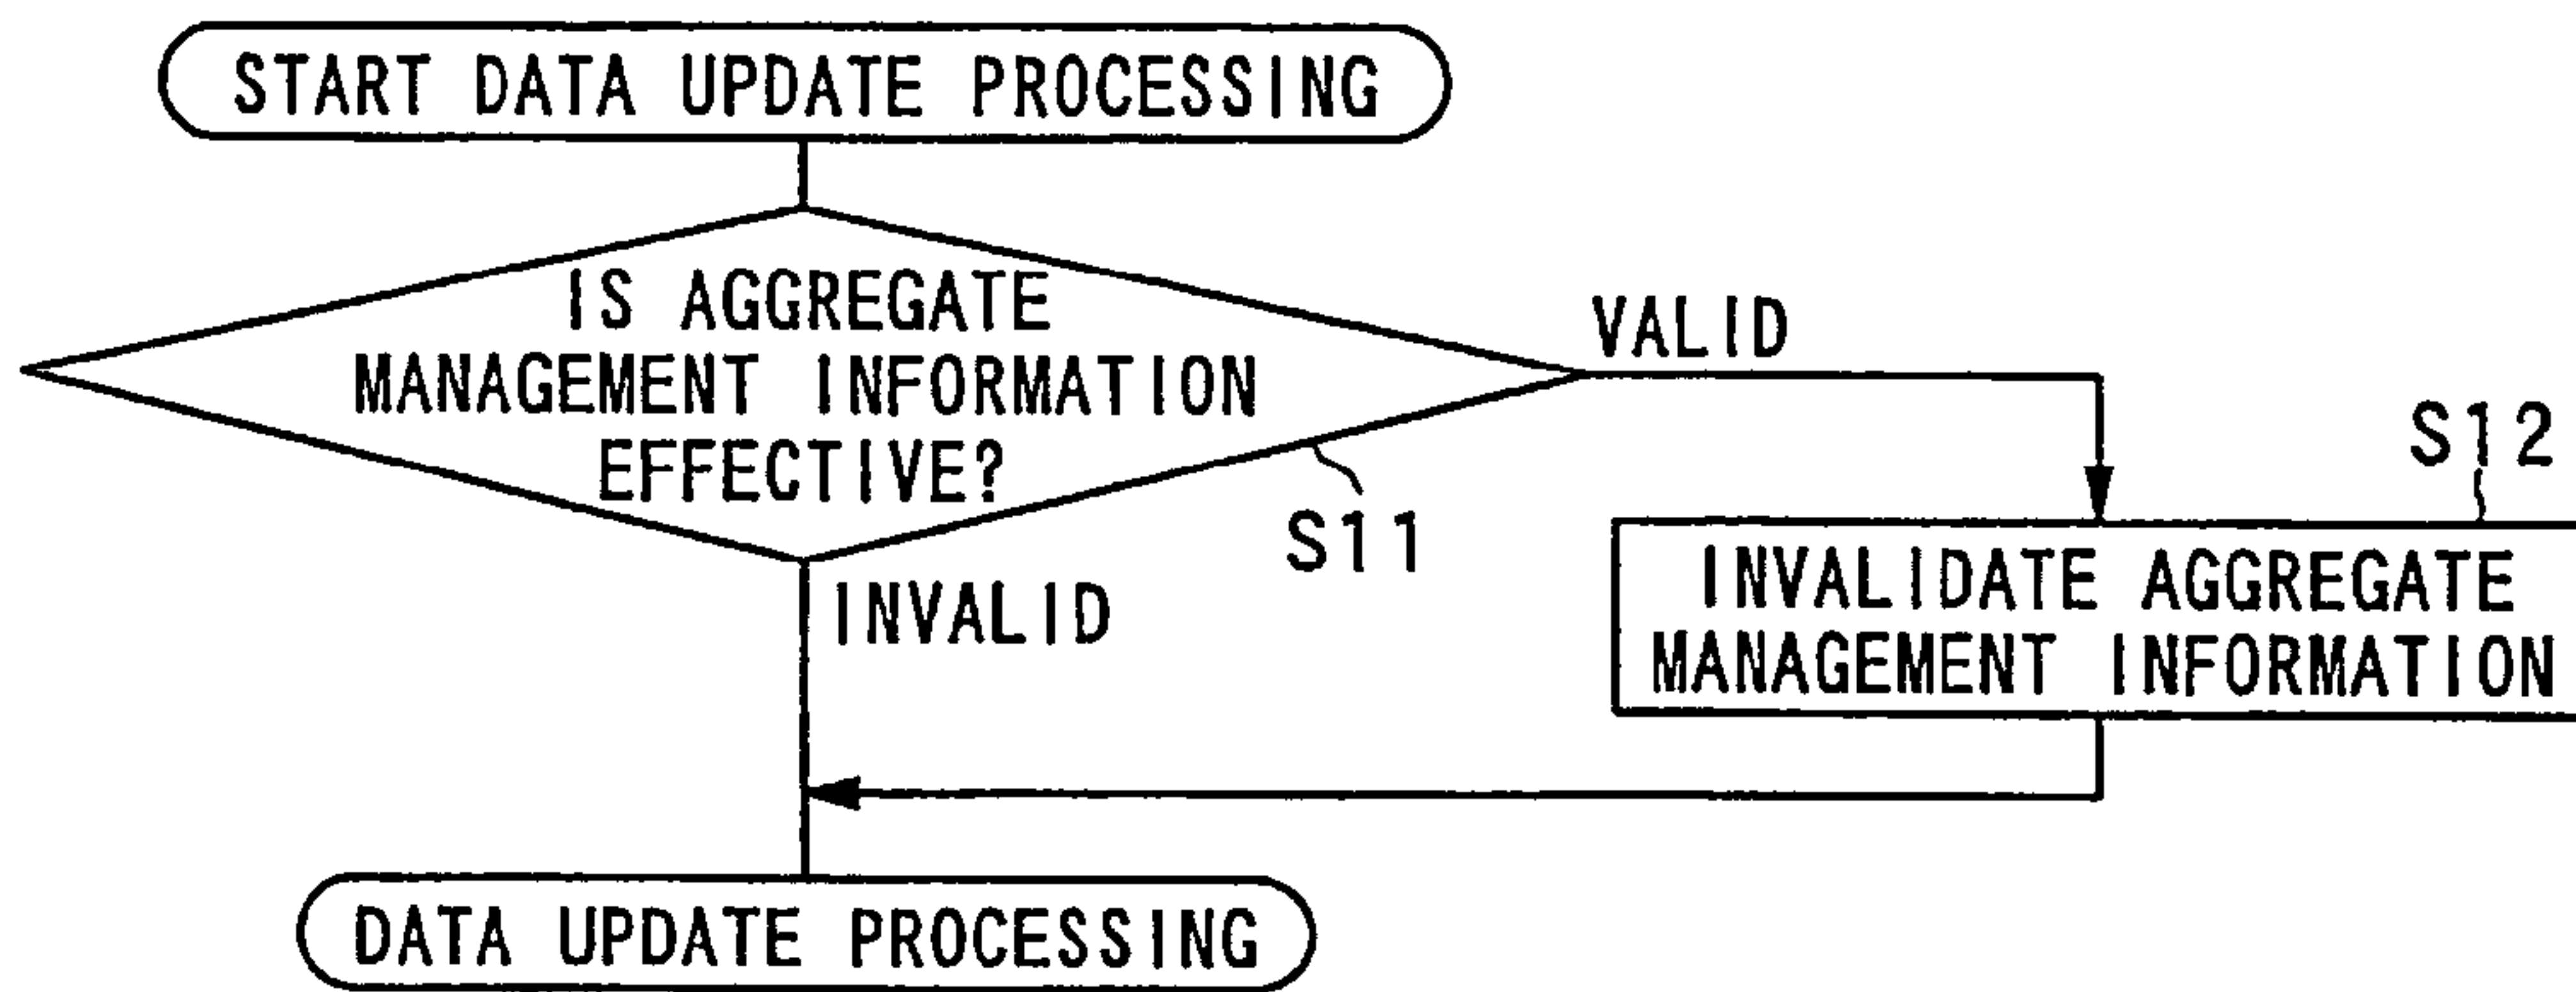 START DATA UPDATE PROCESSING
IS AGGREGATE
MANAGEMENT INFORMATION
EFFECTIVE?
VALID
S11
S12
INVALIDATE AGGREGATE
MANAGEMENT INFORMATION
INVALID
DATA UPDATE PROCESSING